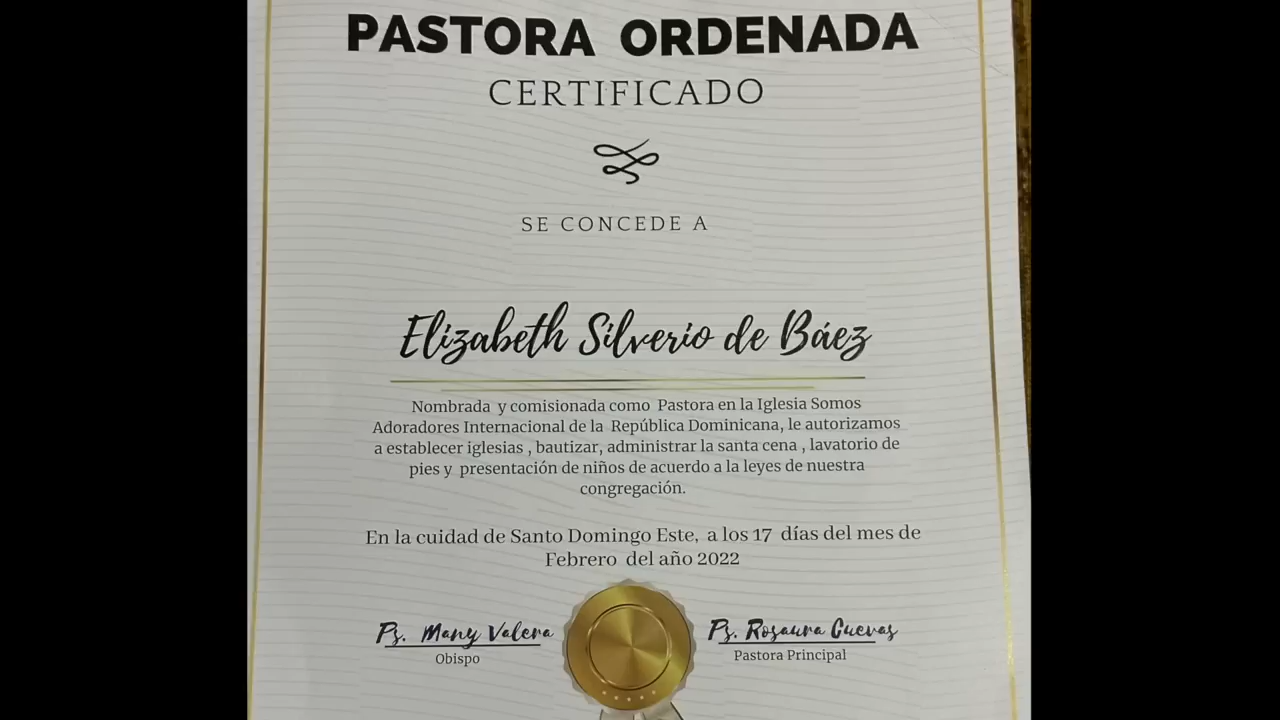 PASTORA ORDENADA
CERTIFICADO
SE CONCEDE A
Elizabeth Silverio de Báez
Nombrada y comisionada como Pastora en la Iglesia Somos
Adoradores Internacional de la República Dominicana, le autorizamos
a establecer iglesias , bautizar, administrar la santa cena , lavatorio de
pies y presentación de niños de acuerdo a la leyes de nuestra
congregación.
En la cuidad de Santo Domingo Este, a los 17 días del mes de
Febrero del año 2022
Ps. Many Valera
Obispo
Ps. Rosaura Cuevas
Pastora Principal